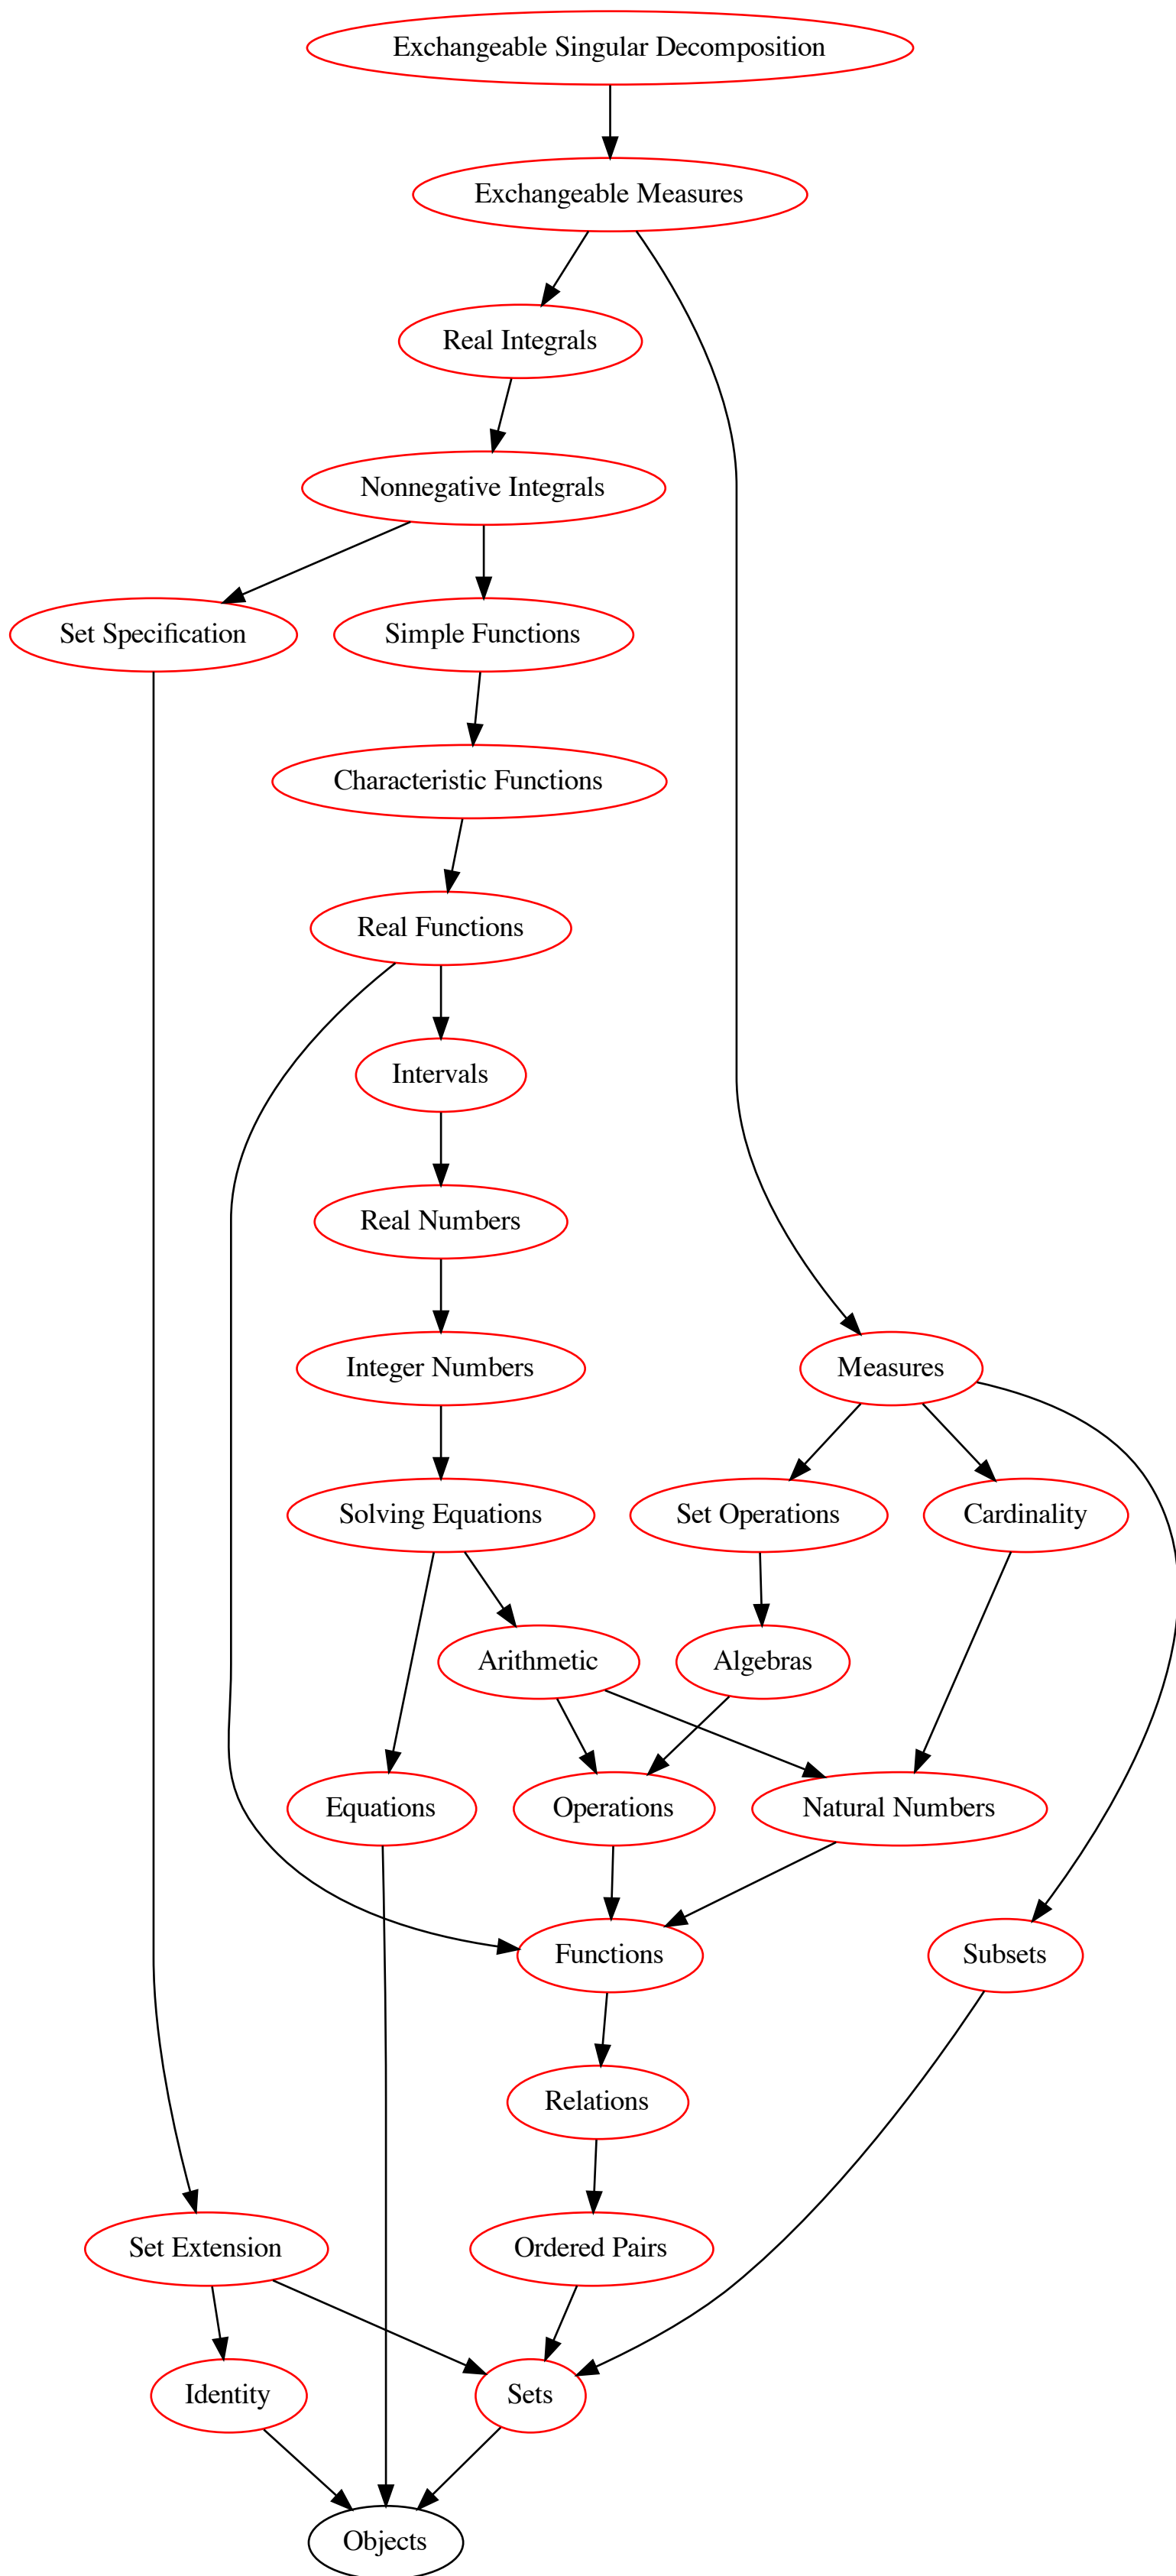 Exchangeable Singular Decomposition
Exchangeable Measures
Real Integrals
Nonnegative Integrals
Set Specification
Simple Functions
Characteristic Functions
Real Functions
Intervals
Real Numbers
Integer Numbers
Measures
Solving Equations
Set Operations
Cardinality
Arithmetic
Algebras
Equations
Operations
Natural Numbers
Functions
Subsets
Relations
Set Extension
Ordered Pairs
Identity
Sets
Objects